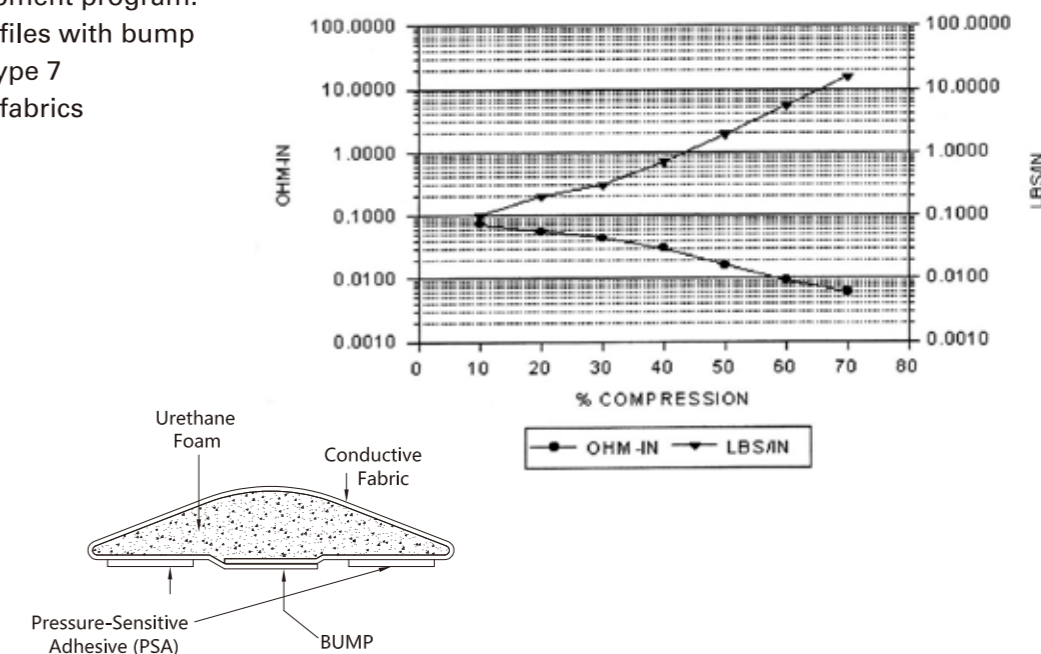 files with bump
ype 7
fabrics
100.0000
10.0000
1.0000
0.1000
0.0100
0.0010
OHM-IN
100.0000
10.0000
1.0000
0.1000
0.0100
0.0010
LBS/IN
0 10 20 30 40 50 60 70 80
% COMPRESSION
OHM-IN LBS/IN
Urethane
Foam
Conductive
Fabric
Pressure-Sensitive
Adhesive (PSA)
BUMP